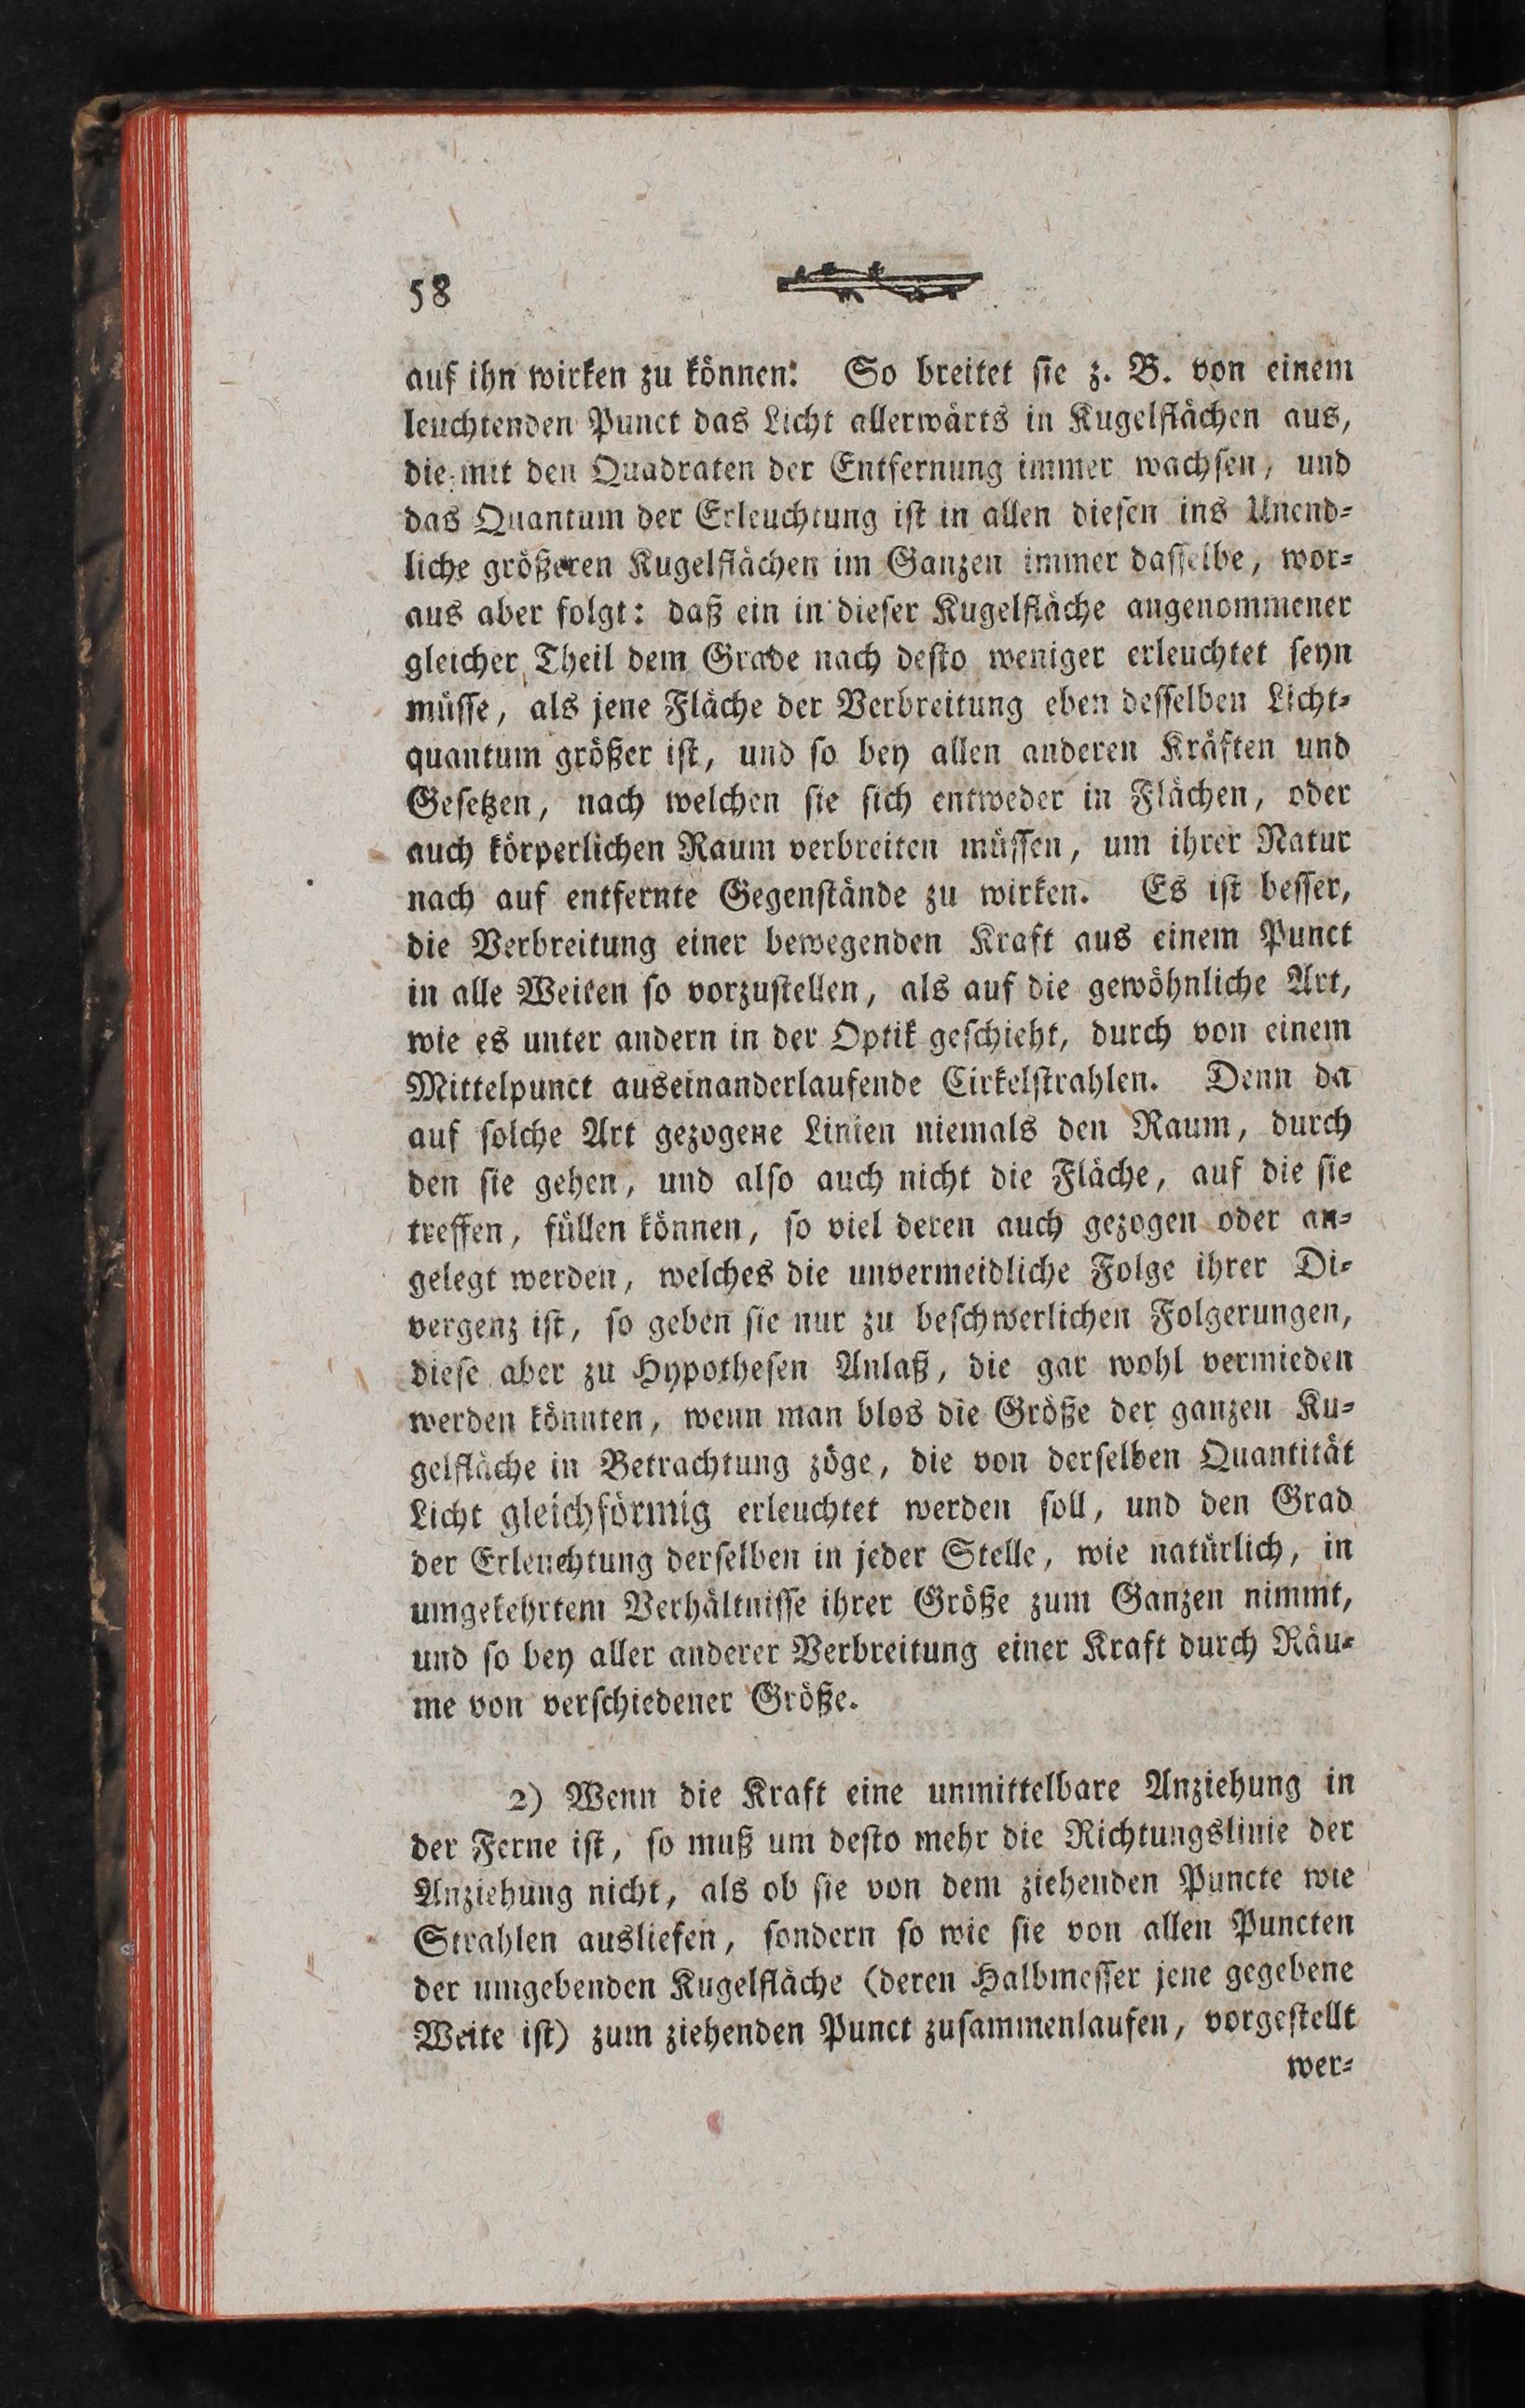 58
auf ihn wirken zu können: So breitet sie z. B. von einem
leuchtenden Punct das Licht allerwärts in Kugelflächen aus,
die mit den Quadraten der Entfernung immer wachsen, und
das Quantum der Erleuchtung ist in allen diesen ins Unend-
liche größeren Kugelflächen im Ganzen immer dasselbe, wor-
aus aber folgt: daß ein in dieser Kugelfläche angenommener
gleicher Theil dem Grade nach desto weniger erleuchtet seyn
müsse, als jene Fläche der Verbreitung eben desselben Licht-
quantum größer ist, und so bey allen anderen Kräften und
Gesetzen, nach welchen sie sich entweder in Flächen, oder
auch körperlichen Raum verbreiten müssen, um ihrer Natur
nach auf entfernte Gegenstände zu wirken. Es ist besser,
die Verbreitung einer bewegenden Kraft aus einem Punct
in alle Weiten so vorzustellen, als auf die gewöhnliche Art,
wie es unter andern in der Optik geschieht, durch von einem
Mittelpunct auseinanderlaufende Cirkelstrahlen. Denn da
auf solche Art gezogene Linien niemals den Raum, durch
den sie gehen, und also auch nicht die Fläche, auf die sie
treffen, füllen können, so viel deren auch gezogen oder an-
gelegt werden, welches die unvermeidliche Folge ihrer Di-
vergenz ist, so geben sie nur zu beschwerlichen Folgerungen,
diese aber zu Hypothesen Anlaß, die gar wohl vermieden
werden könnten, wenn man blos die Größe der ganzen Ku-
gelfläche in Betrachtung zöge, die von derselben Quantität
Licht gleichförmig erleuchtet werden soll, und den Grad
der Erleuchtung derselben in jeder Stelle, wie natürlich, in
umgekehrtem Verhältnisse ihrer Größe zum Ganzen nimmt,
und so bey aller anderer Verbreitung einer Kraft durch Räu-
me von verschiedener Größe.
2) Wenn die Kraft eine unmittelbare Anziehung in
der Ferne ist, so muß um desto mehr die Richtungslinie der
Anziehung nicht, als ob sie von dem ziehenden Puncte wie
Strahlen ausliefen, sondern so wie sie von allen Puncten
der umgebenden Kugelfläche (deren Halbmesser jene gegebene
Weite ist) zum ziehenden Punct zusammenlaufen, vorgestellt
wer-